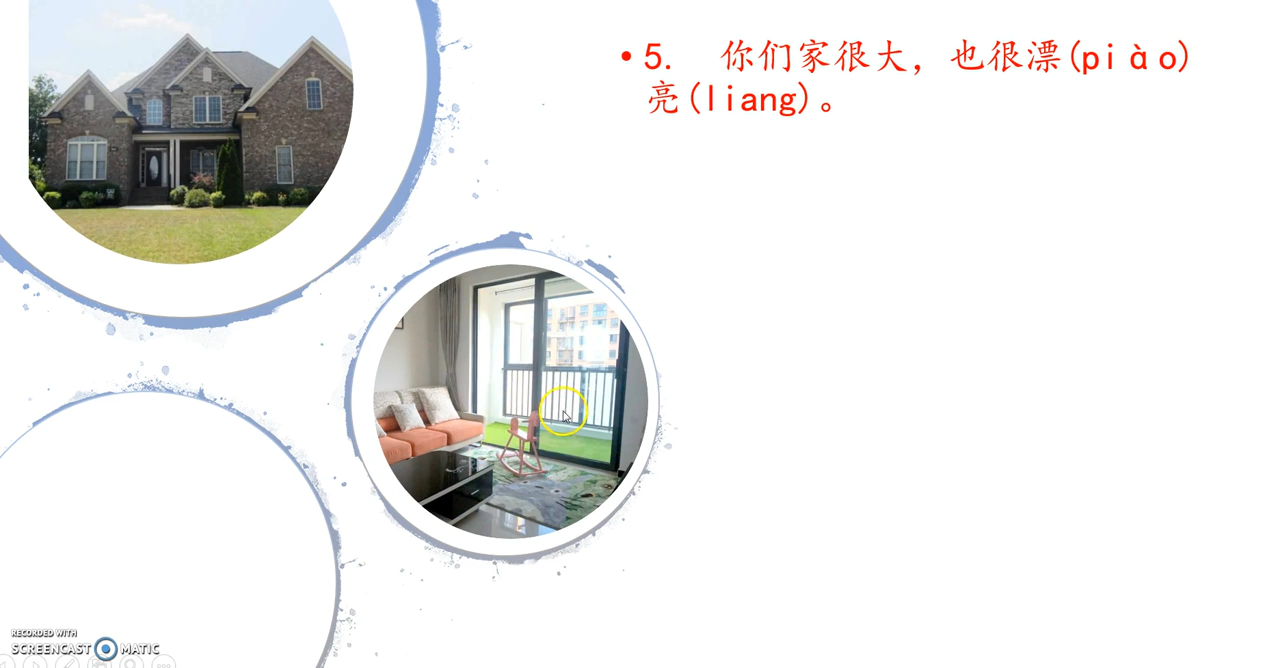 • 5. 你们家很大，也很漂(piào)
亮(liang)。
RECORDED WITH
SCREENCAST MATIC